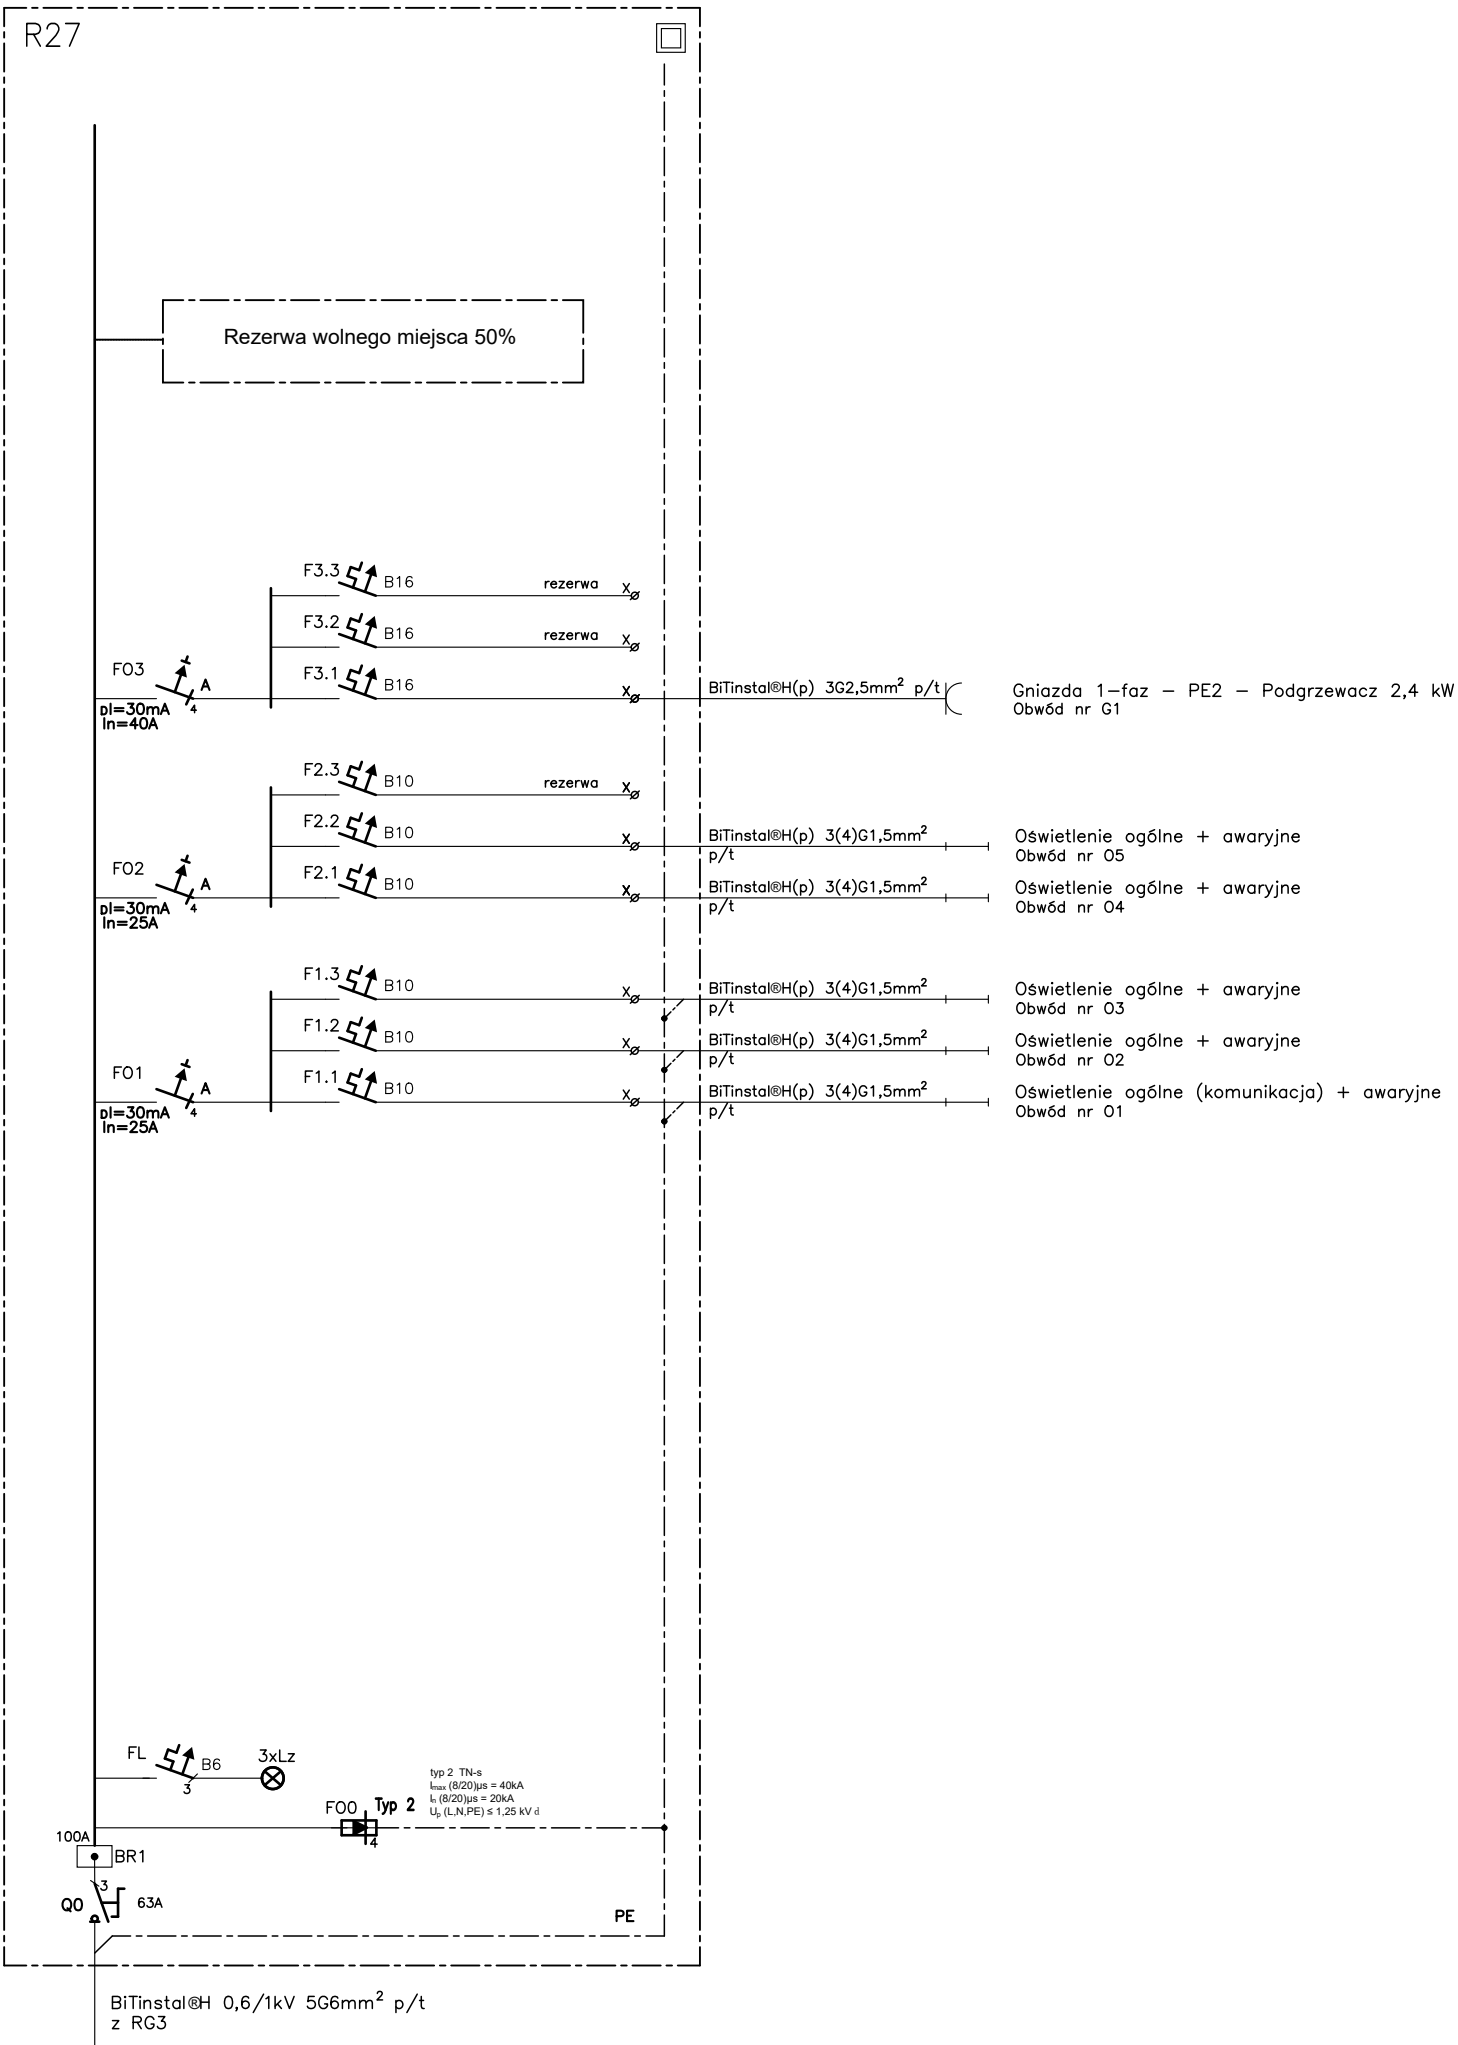 R27
Rezerwa wolnego miejsca 50%
F3.3
B16
rezerwa
X
F3.2
B16
rezerwa
X
FO3
A
4
DI=30mA
In=40A
F3.1
B16
X
BiTinstal®H(p) 3G2,5mm² p/t
Gniazda 1-faz - PE2 - Podgrzewacz 2,4 kW
Obwód nr G1
F2.3
B10
rezerwa
X
F2.2
B10
X
BiTinstal®H(p) 3(4)G1,5mm²
p/t
Oświetlenie ogólne + awaryjne
Obwód nr O5
FO2
A
4
DI=30mA
In=25A
F2.1
B10
X
BiTinstal®H(p) 3(4)G1,5mm²
p/t
Oświetlenie ogólne + awaryjne
Obwód nr O4
F1.3
B10
X
BiTinstal®H(p) 3(4)G1,5mm²
p/t
Oświetlenie ogólne + awaryjne
Obwód nr O3
F1.2
B10
X
BiTinstal®H(p) 3(4)G1,5mm²
p/t
Oświetlenie ogólne + awaryjne
Obwód nr O2
FO1
A
4
DI=30mA
In=25A
F1.1
B10
X
BiTinstal®H(p) 3(4)G1,5mm²
p/t
Oświetlenie ogólne (komunikacja) + awaryjne
Obwód nr O1
FL
B6
3
3xLz
FO0
Typ 2
4
typ 2 TN-s
Imax (8/20)µs = 40kA
In (8/20)µs = 20kA
Up (L,N,PE) ≤ 1,25 kV d
100A
BR1
3
Q0
63A
PE
BiTinstal®H 0,6/1kV 5G6mm² p/t
z RG3